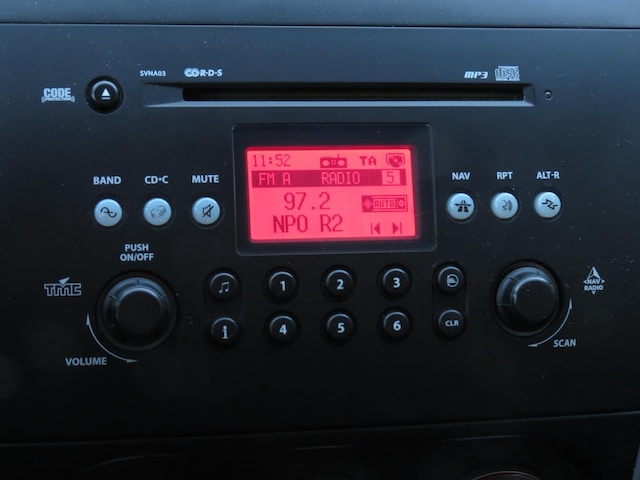 SVNA03 R·D·S MP3
CODE
PROTECTION
11:52 TA
FM A RADIO 5
97.2 AUTO
NPO R2
BAND CD·C MUTE
NAV RPT ALT·R
PUSH
ON/OFF
TMC
NAV
RADIO
1 2 3
i 4 5 6 CLR
VOLUME
SCAN